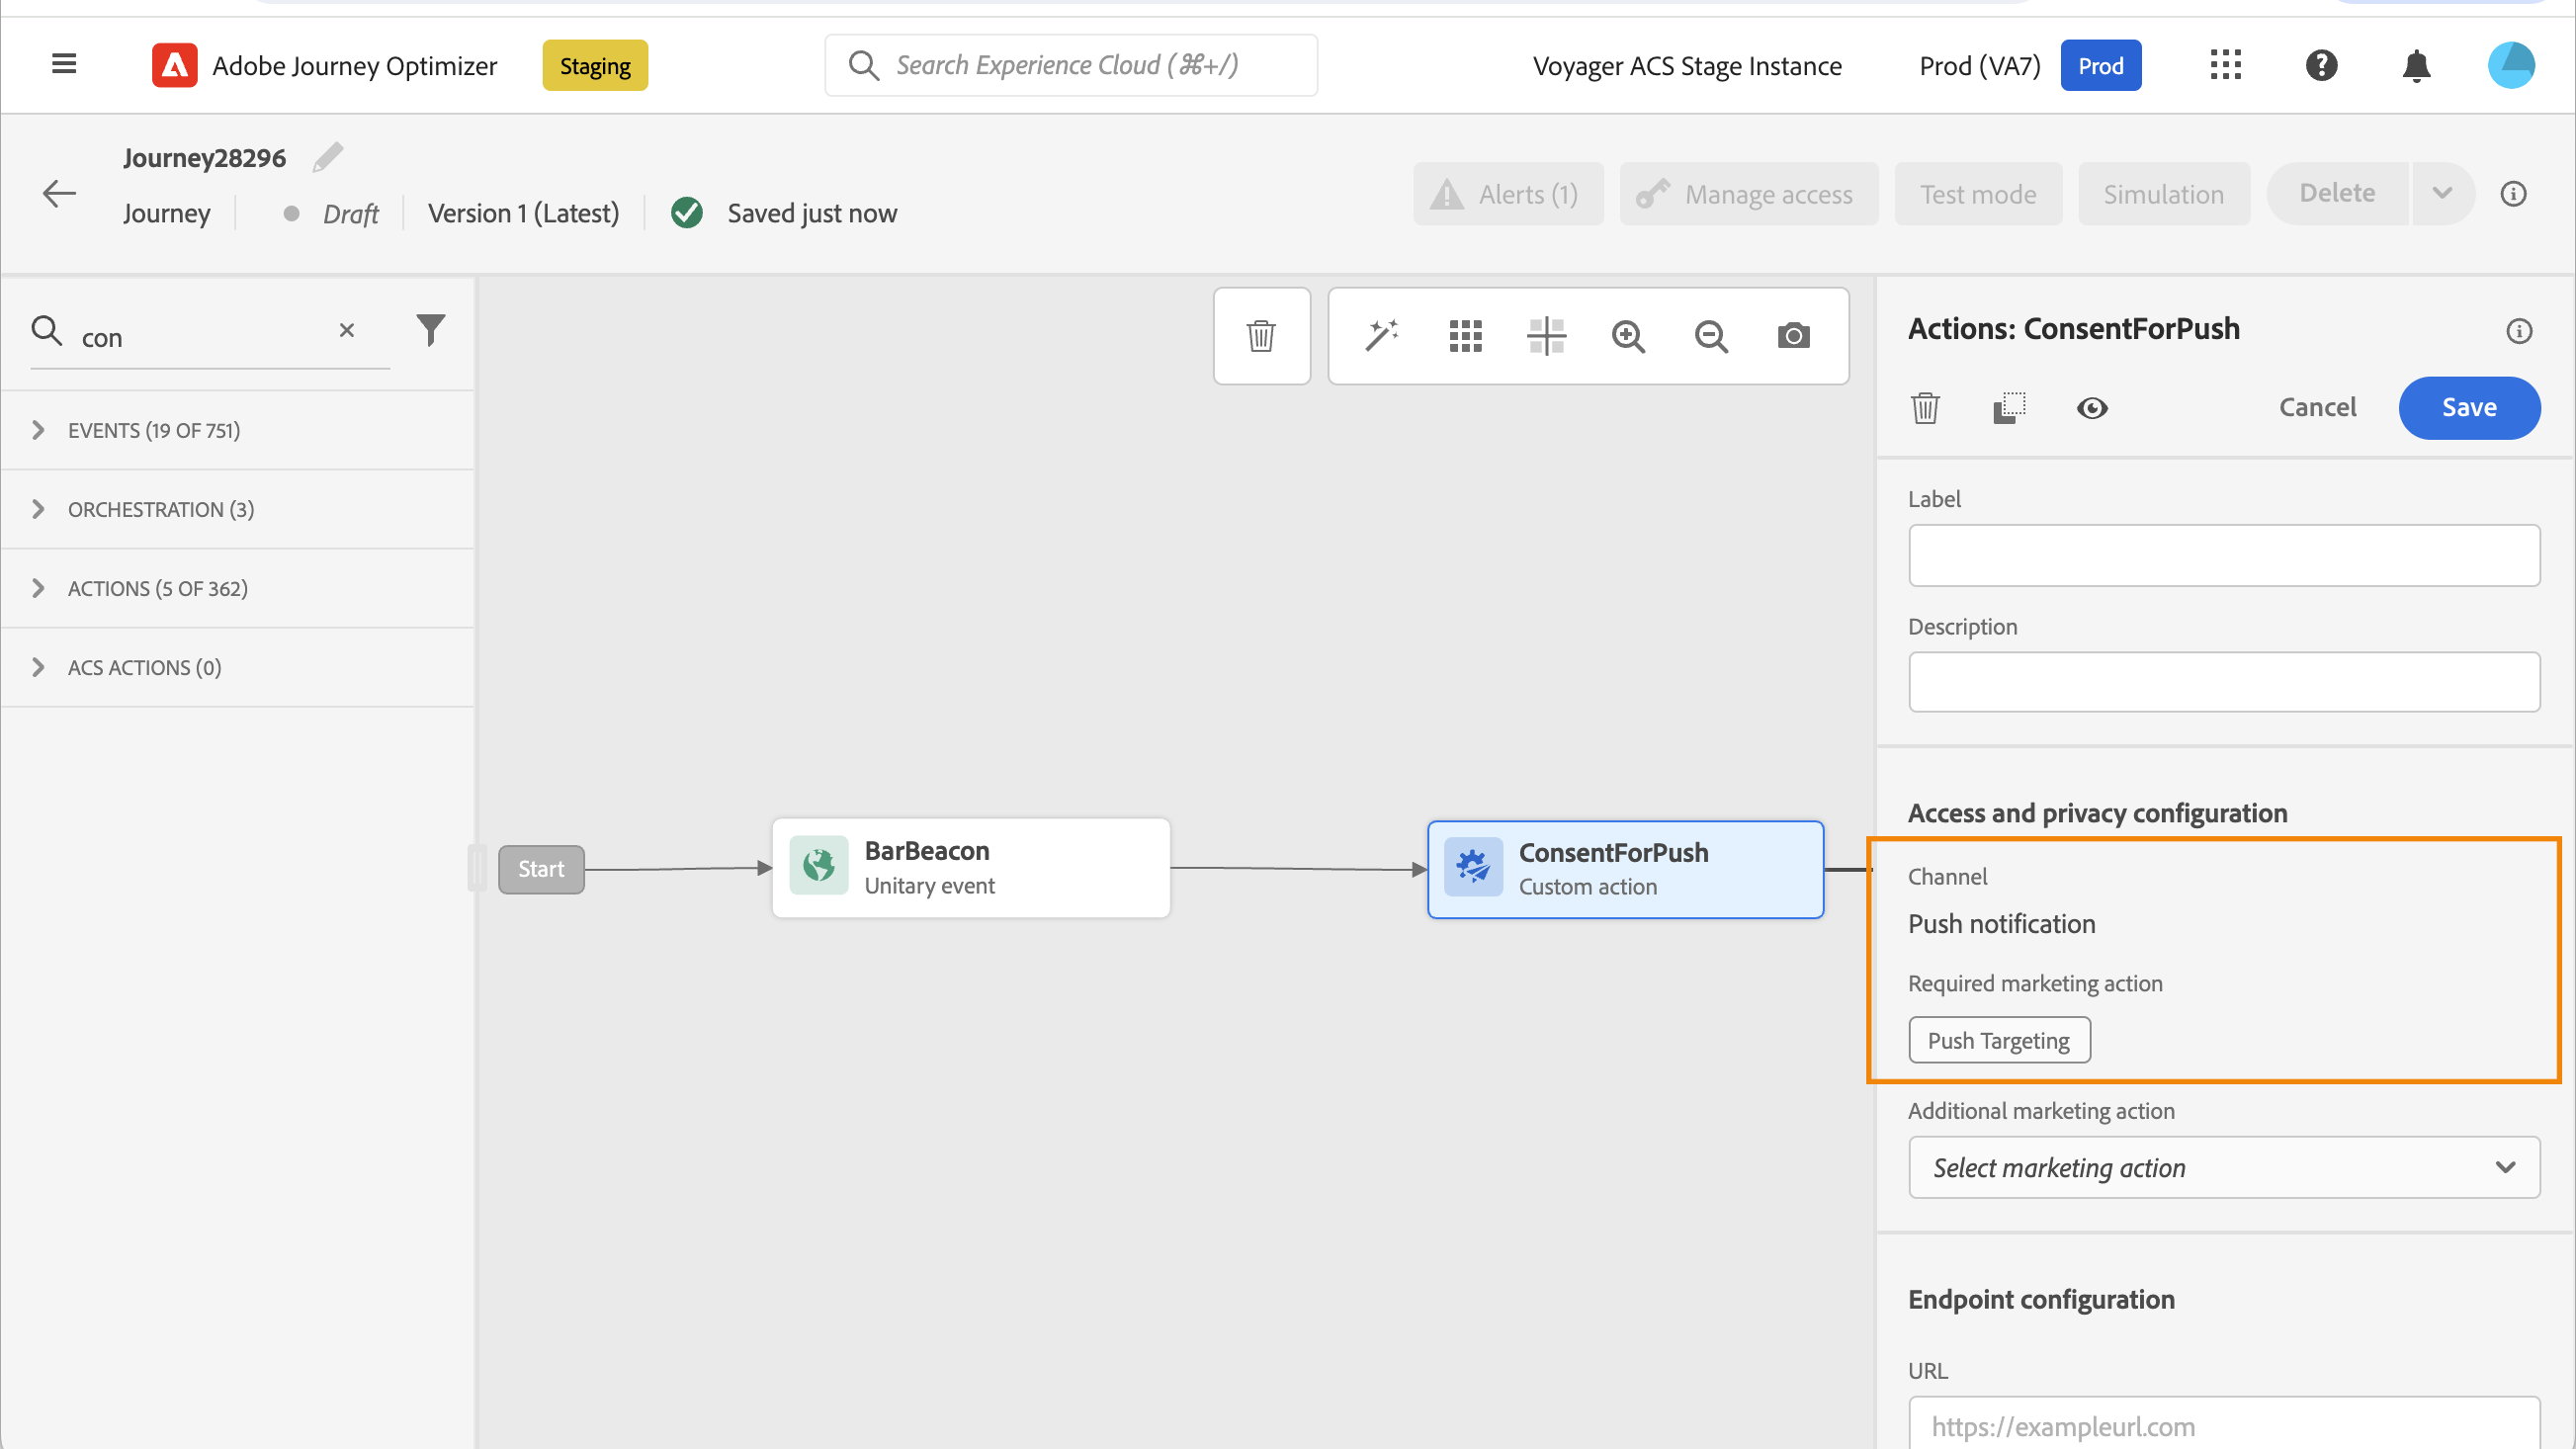 Adobe Journey Optimizer
Staging
Search Experience Cloud (⌘+/)
Voyager ACS Stage Instance
Prod (VA7)
Prod
Journey28296
Journey
Draft
Version 1 (Latest)
Saved just now
Alerts (1)
Manage access
Test mode
Simulation
Delete
con
EVENTS (19 OF 751)
ORCHESTRATION (3)
ACTIONS (5 OF 362)
ACS ACTIONS (0)
Start
BarBeacon
Unitary event
ConsentForPush
Custom action
Actions: ConsentForPush
Cancel
Save
Label
Description
Access and privacy configuration
Channel
Push notification
Required marketing action
Push Targeting
Additional marketing action
Select marketing action
Endpoint configuration
URL
https://exampleurl.com